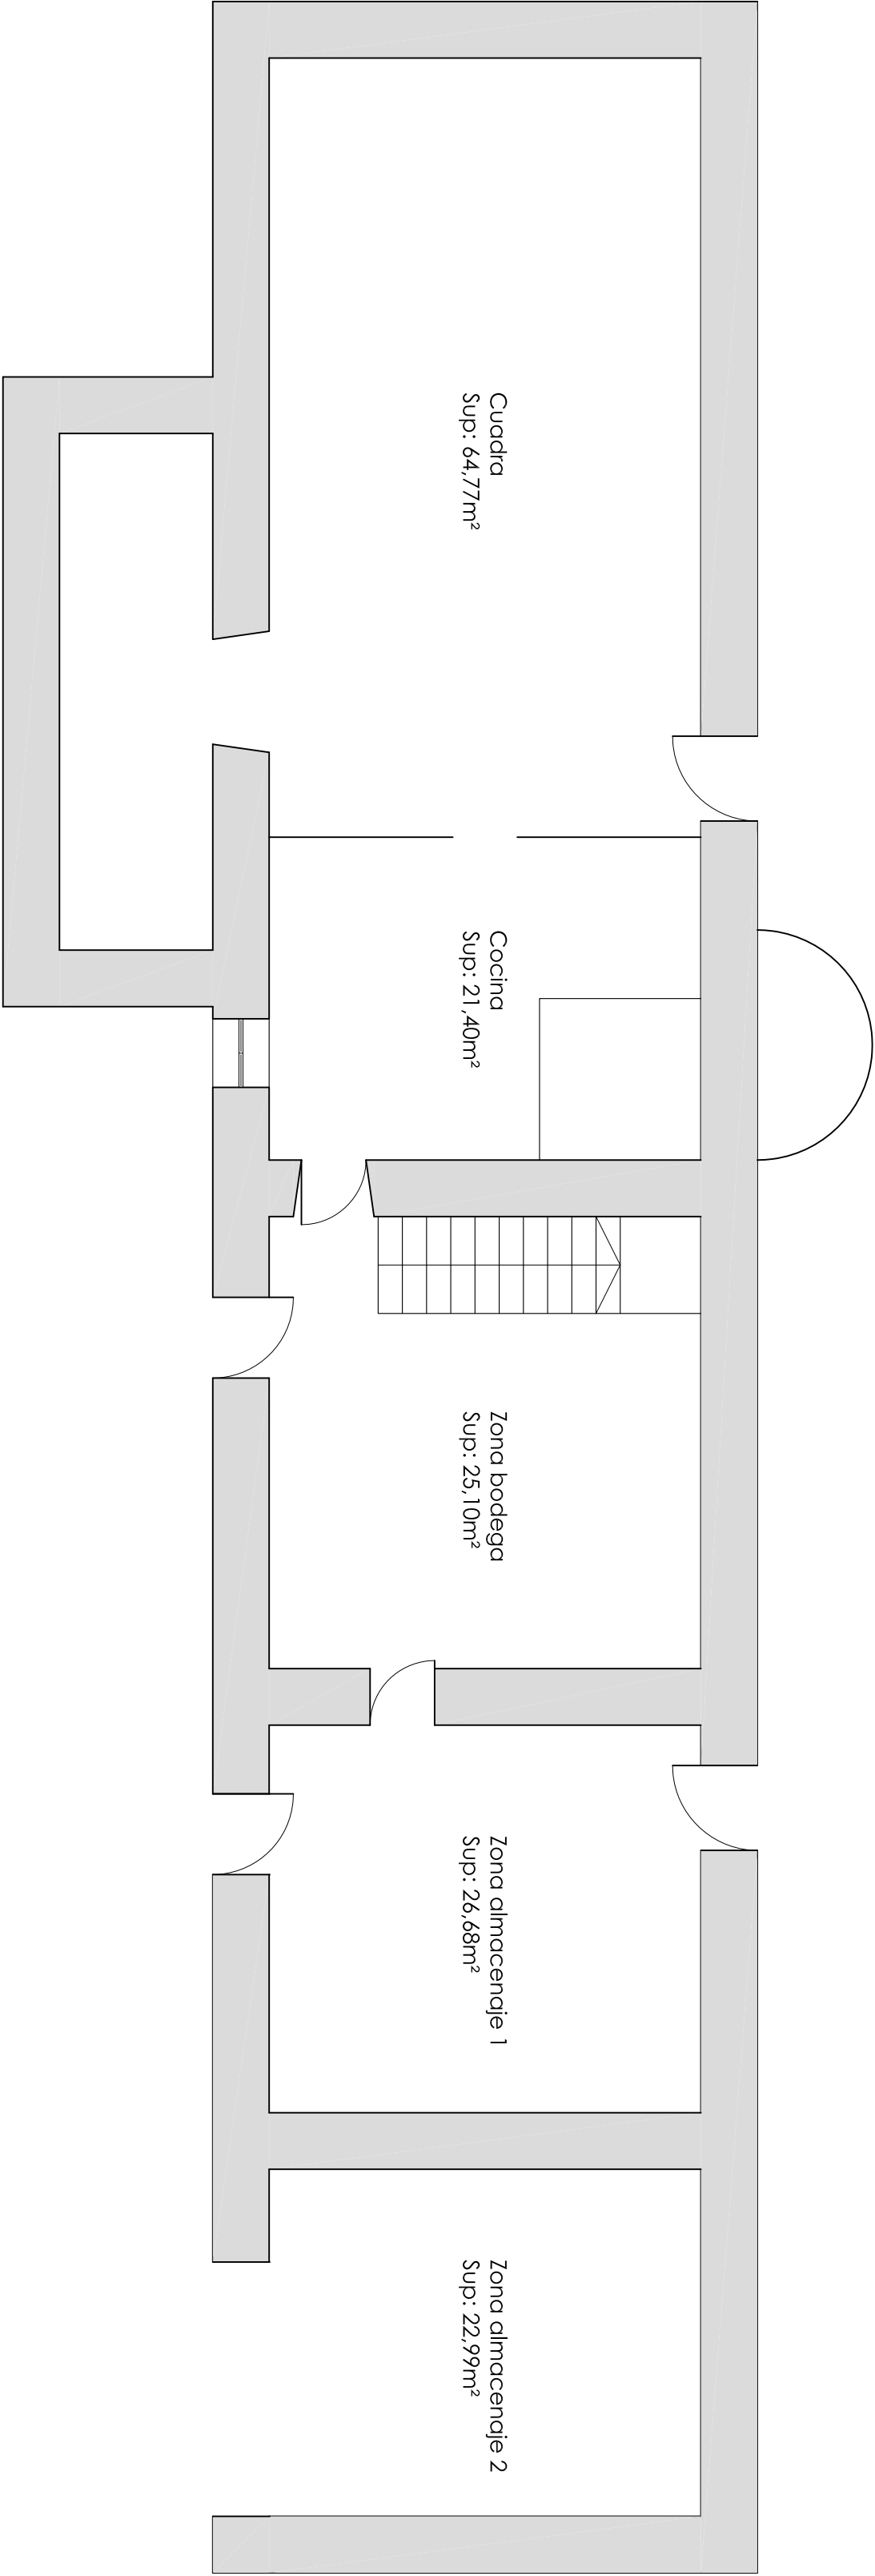 Cuadra
Sup: 64,77m²
Cocina
Sup: 21,40m²
Zona bodega
Sup: 25,10m²
Zona almacenaje 1
Sup: 26,68m²
Zona almacenaje 2
Sup: 22,99m²